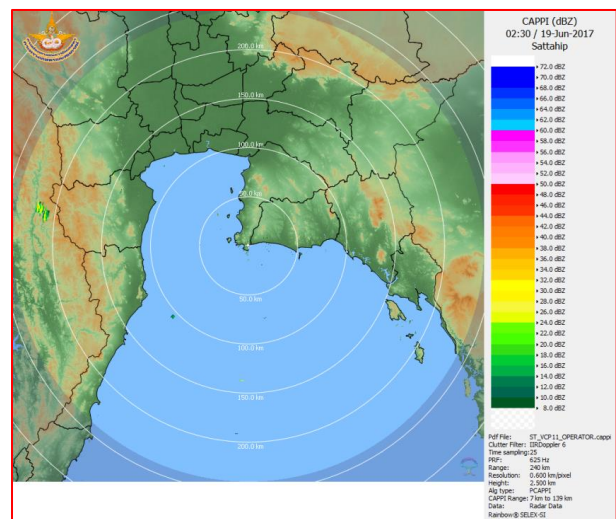 CAPPI (dBZ)
02:30 / 19-Jun-2017
Sattahip
72.0 dBZ
70.0 dBZ
68.0 dBZ
66.0 dBZ
64.0 dBZ
62.0 dBZ
60.0 dBZ
58.0 dBZ
56.0 dBZ
54.0 dBZ
52.0 dBZ
50.0 dBZ
48.0 dBZ
46.0 dBZ
44.0 dBZ
42.0 dBZ
40.0 dBZ
38.0 dBZ
36.0 dBZ
34.0 dBZ
32.0 dBZ
30.0 dBZ
28.0 dBZ
26.0 dBZ
24.0 dBZ
22.0 dBZ
20.0 dBZ
18.0 dBZ
16.0 dBZ
14.0 dBZ
12.0 dBZ
10.0 dBZ
8.0 dBZ
200.0 km
150.0 km
100.0 km
50.0 km
50.0 km
100.0 km
150.0 km
200.0 km
Pdf File: ST_VCP11_OPERATOR.cappi
Clutter Filter: IIRDoppler 6
Time sampling: 25
PRF: 625 Hz
Range: 240 km
Resolution: 0.600 km/pixel
Height: 2.500 km
Alg type: PCAPPI
CAPPI Range: 7 km to 139 km
Data: Radar Data
Rainbow® SELEX-SI